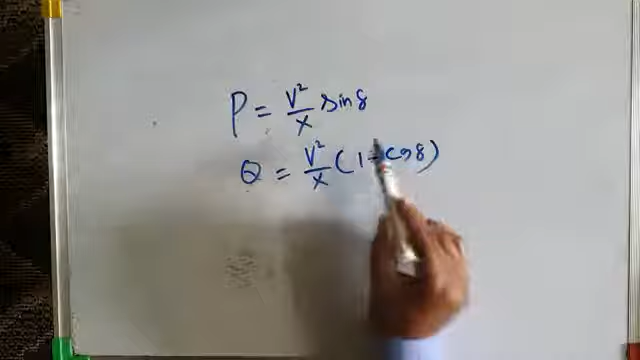 P = V²/X sin δ
Q = V²/X (1 - cos δ)